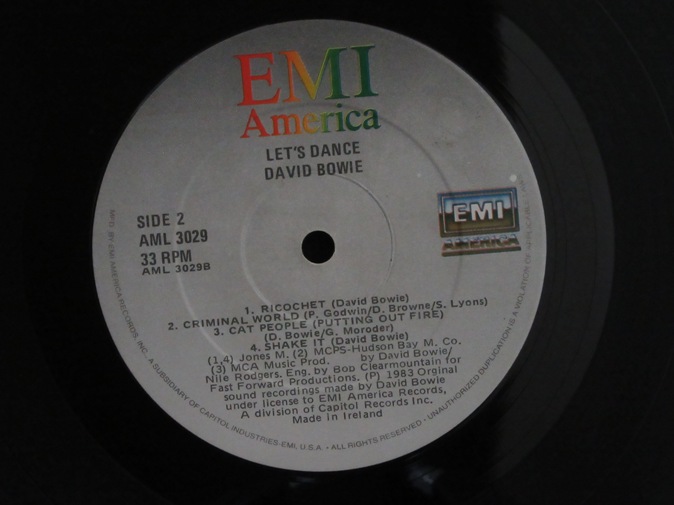 EMI
America
LET'S DANCE
DAVID BOWIE
SIDE 2
AML 3029
33 RPM
AML 3029B
EMI
AMERICA
1. RICOCHET (David Bowie)
2. CRIMINAL WORLD (P. Godwin/D. Browne/S. Lyons)
3. CAT PEOPLE (PUTTING OUT FIRE)
(D. Bowie/G. Moroder)
4. SHAKE IT (David Bowie)
(1,4) Jones M. (2) MCPS-Hudson Bay M. Co.
(3) MCA Music Prod. by David Bowie/
Nile Rodgers, Eng. by Bob Clearmountain for
Fast Forward Productions. (P) 1983 Orginal
sound recordings made by David Bowie
under license to EMI America Records,
A division of Capitol Records Inc.
Made in Ireland
MF'D. BY EMI AMERICA RECORDS, INC. A SUBSIDIARY OF CAPITOL INDUSTRIES-EMI, U.S.A. • ALL RIGHTS RESERVED - UNAUTHORIZED DUPLICATION IS A VIOLATION OF APPLICABLE